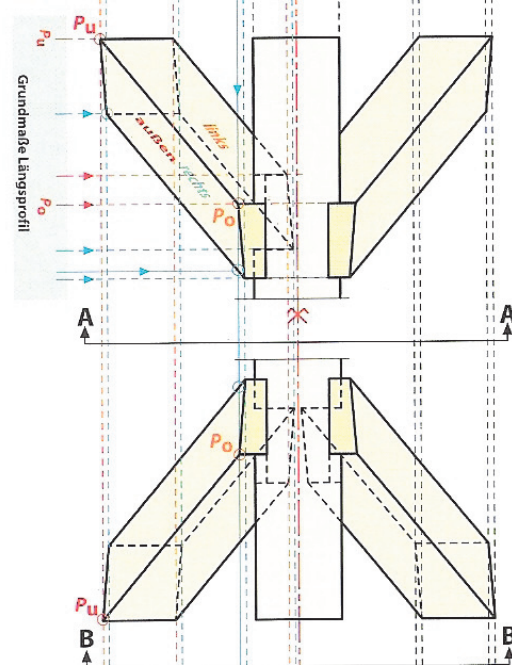 Pu
Pu
Grundmaße Längsprofil
links
außen
rechts
Po
Po
A
A
Po
Pu
B
B